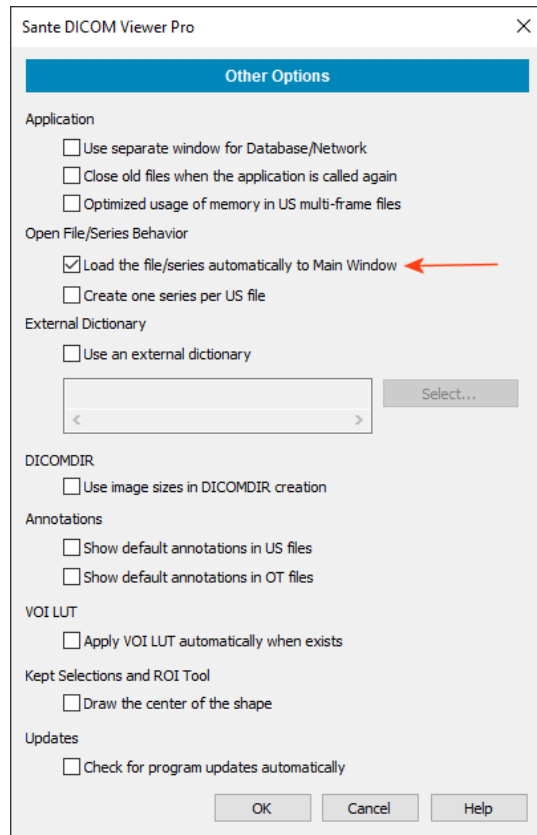 Sante DICOM Viewer Pro
Other Options
Application
Use separate window for Database/Network
Close old files when the application is called again
Optimized usage of memory in US multi-frame files
Open File/Series Behavior
Load the file/series automatically to Main Window
Create one series per US file
External Dictionary
Use an external dictionary
Select...
DICOMDIR
Use image sizes in DICOMDIR creation
Annotations
Show default annotations in US files
Show default annotations in OT files
VOI LUT
Apply VOI LUT automatically when exists
Kept Selections and ROI Tool
Draw the center of the shape
Updates
Check for program updates automatically
OK Cancel Help